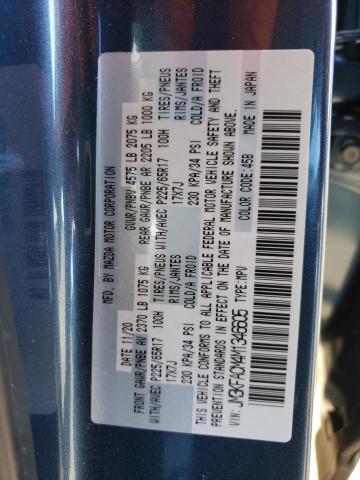 MFD. BY MAZDA MOTOR CORPORATION
DATE 11/20 GVWR/PNBV 4575 LB 2075 KG
FRONT GAWR/PNBE AV 2370 LB 1075 KG REAR GAWR/PNBE AR 2205 LB 1000 KG
WITH/AVEC P225/65R17 100H TIRES/PNEUS WITH/AVEC P225/65R17 100H TIRES/PNEUS
17X7J RIMS/JANTES 17X7J RIMS/JANTES
230 KPA/34 PSI COLD/A FROID 230 KPA/34 PSI COLD/A FROID
THIS VEHICLE CONFORMS TO ALL APPLICABLE FEDERAL MOTOR VEHICLE SAFETY AND THEFT
PREVENTION STANDARDS IN EFFECT ON THE DATE OF MANUFACTURE SHOWN ABOVE.
COLOR CODE:45B MADE IN JAPAN
VIN: TYPE:MPV